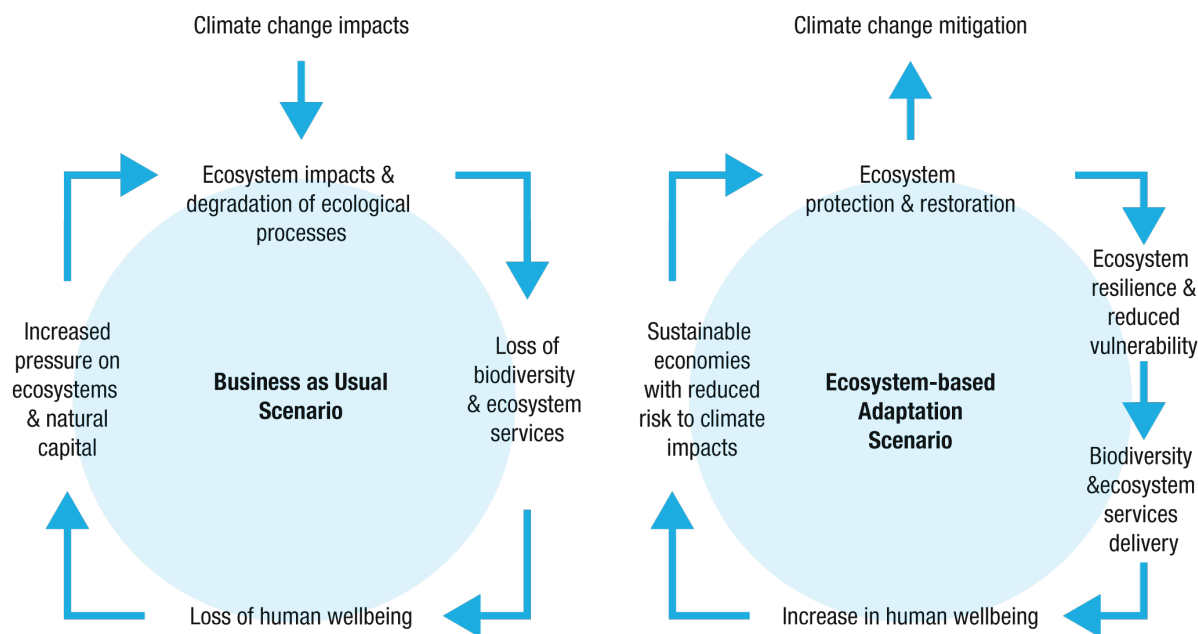 Climate change impacts
Ecosystem impacts &
degradation of ecological
processes
Increased
pressure on
ecosystems
& natural
capital
Business as Usual
Scenario
Loss of
biodiversity
& ecosystem
services
Loss of human wellbeing
Climate change mitigation
Ecosystem
protection & restoration
Ecosystem
resilience &
reduced
vulnerability
Sustainable
economies
with reduced
risk to climate
impacts
Ecosystem-based
Adaptation
Scenario
Biodiversity
&ecosystem
services
delivery
Increase in human wellbeing